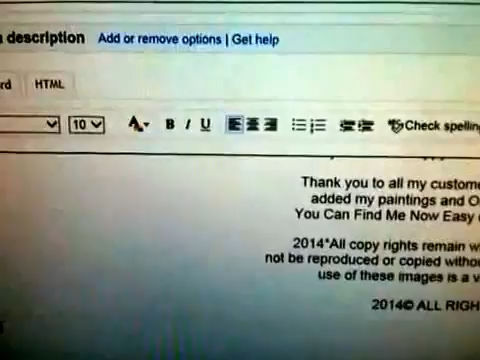 description Add or remove options | Get help
rd HTML
10 A B I U Check spelling
Thank you to all my custome
added my paintings and O
You Can Find Me Now Easy
2014*All copy rights remain w
not be reproduced or copied witho
use of these images is a v
2014© ALL RIGH